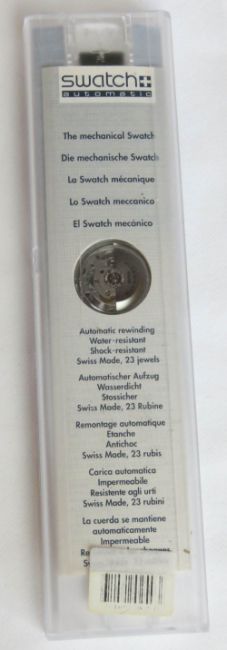 swatch
automatic
The mechanical Swatch
Die mechanische Swatch
La Swatch mécanique
Lo Swatch meccanico
El Swatch mecánico
Automatic rewinding
Water-resistant
Shock-resistant
Swiss Made, 23 jewels
Automatischer Aufzug
Wasserdicht
Stossicher
Swiss Made, 23 Rubine
Remontage automatique
Etanche
Antichoc
Swiss Made, 23 rubis
Carica automatica
Impermeabile
Resistente agli urti
Swiss Made, 23 rubini
La cuerda se mantiene
automaticamente
Impermeable